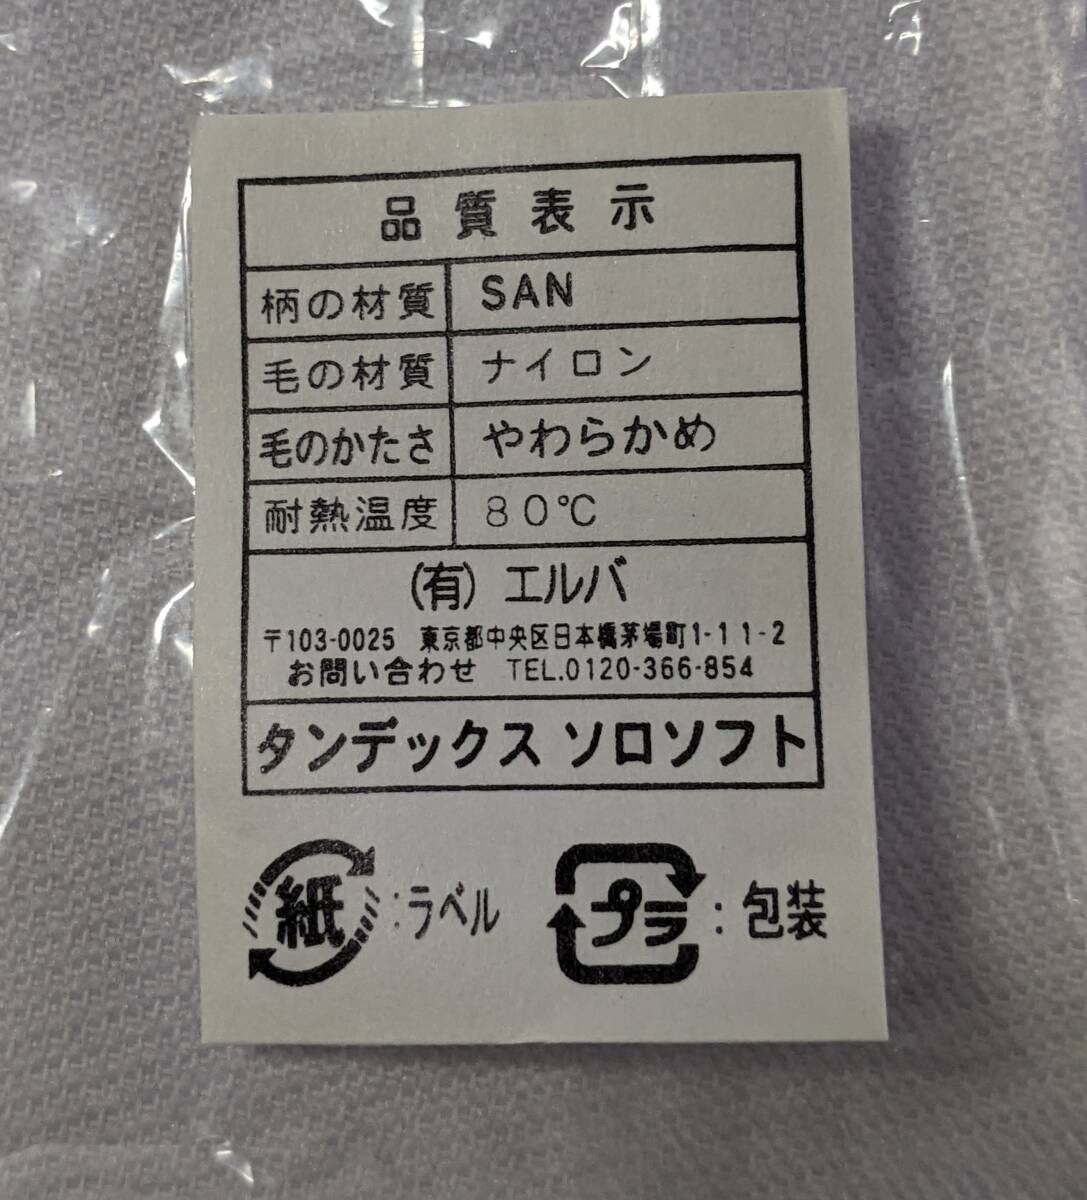 品質表示
柄の材質 SAN
毛の材質 ナイロン
毛のかたさ やわらかめ
耐熱温度 80℃
(有) エルバ
〒103-0025 東京都中央区日本橋茅場町1-11-2
お問い合わせ TEL.0120-366-854
タンデックス ソロソフト
紙:ラベル プラ:包装